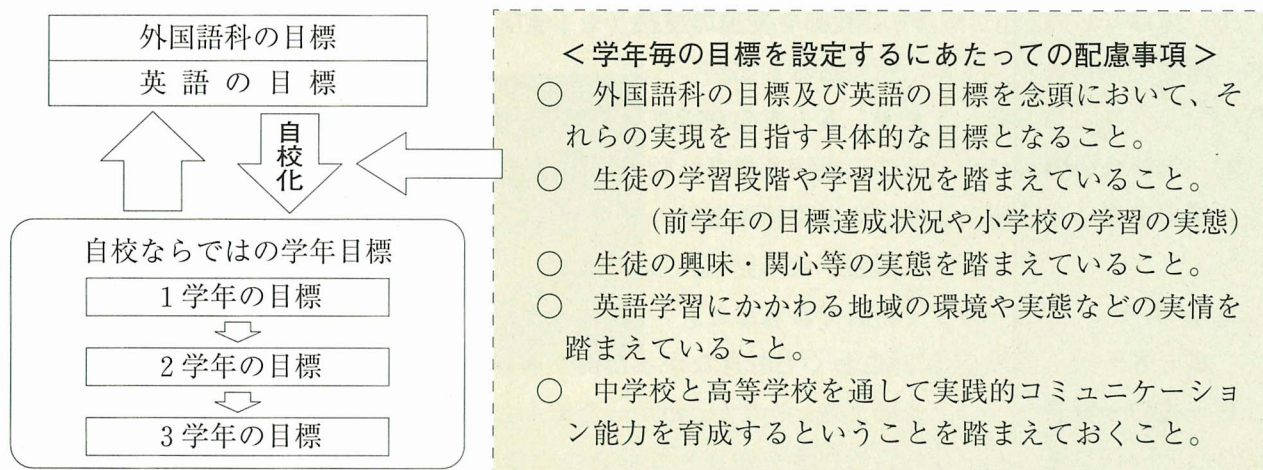 外国語科の目標
英語の目標
自校化
自校ならではの学年目標
1学年の目標
2学年の目標
3学年の目標
<学年毎の目標を設定するにあたっての配慮事項>
○ 外国語科の目標及び英語の目標を念頭において、そ
れらの実現を目指す具体的な目標となること。
○ 生徒の学習段階や学習状況を踏まえていること。
(前学年の目標達成状況や小学校の学習の実態)
○ 生徒の興味・関心等の実態を踏まえていること。
○ 英語学習にかかわる地域の環境や実態などの実情を
踏まえていること。
○ 中学校と高等学校を通して実践的コミュニケーショ
ン能力を育成するということを踏まえておくこと。